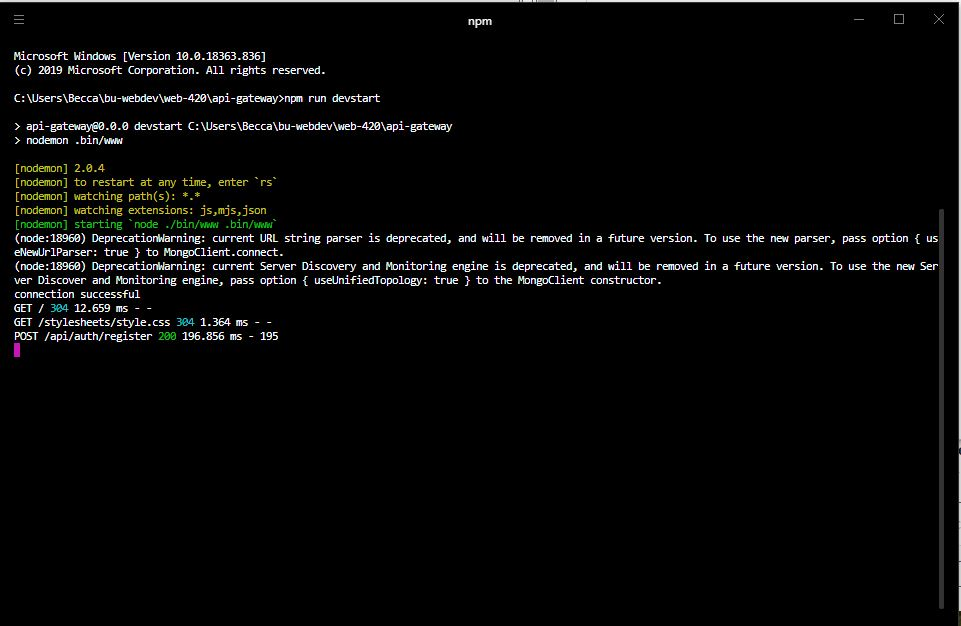 npm
Microsoft Windows [Version 10.0.18363.836]
(c) 2019 Microsoft Corporation. All rights reserved.
C:\Users\Becca\bu-webdev\web-420\api-gateway>npm run devstart
> api-gateway@0.0.0 devstart C:\Users\Becca\bu-webdev\web-420\api-gateway
> nodemon .bin/www
[nodemon] 2.0.4
[nodemon] to restart at any time, enter `rs`
[nodemon] watching path(s): *.*
[nodemon] watching extensions: js,mjs,json
[nodemon] starting `node ./bin/www .bin/www`
(node:18960) DeprecationWarning: current URL string parser is deprecated, and will be removed in a future version. To use the new parser, pass option { us
eNewUrlParser: true } to MongoClient.connect.
(node:18960) DeprecationWarning: current Server Discovery and Monitoring engine is deprecated, and will be removed in a future version. To use the new Ser
ver Discover and Monitoring engine, pass option { useUnifiedTopology: true } to the MongoClient constructor.
connection successful
GET / 304 12.659 ms - -
GET /stylesheets/style.css 304 1.364 ms - -
POST /api/auth/register 200 196.856 ms - 195